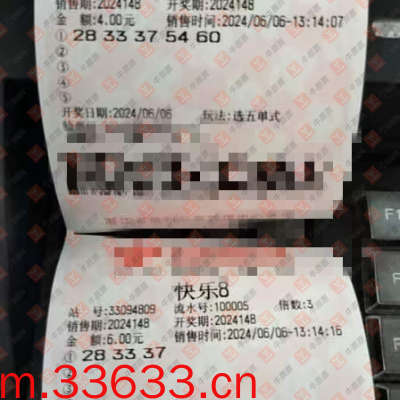 销售期:2024148 开奖期:2024148
金 额:4.00元 销售时间:2024/06/06-13:14:07
① 28 33 37 54 60
②
③
④
⑤
开奖日期:2024/06/06 玩法:选五单式
快乐8
站 号:33094809 流水号:100005 倍数:3
销售期:2024148 开奖期:2024148
金 额:6.00元 销售时间:2024/06/06-13:14:16
① 28 33 37
m.33633.cn
F1
F